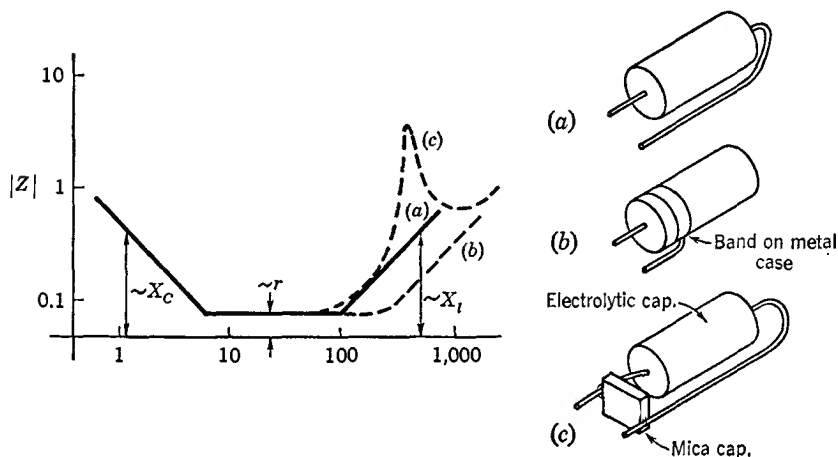 10
|Z|
1
0.1
~X_C
~r
(a)
(b)
(c)
~X_l
1
10
100
1,000
(a)
(b)
Band on metal
case
Electrolytic cap.
(c)
Mica cap.